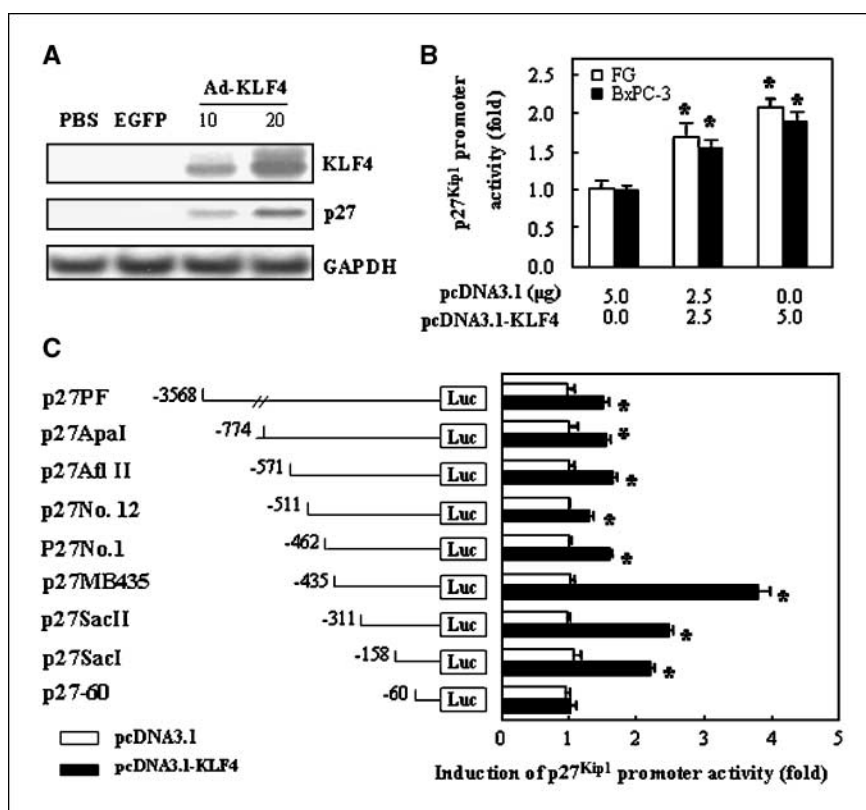 A
Ad-KLF4
PBS EGFP 10 20
KLF4
p27
GAPDH
B
FG
BxPC-3
p27Kip1 promoter
activity (fold)
2.5
2.0
1.5
1.0
0.5
0.0
* * * *
pcDNA3.1 (µg) 5.0 2.5 0.0
pcDNA3.1-KLF4 0.0 2.5 5.0
C
p27PF -3568 // Luc *
p27ApaI -774 Luc *
p27Afl II -571 Luc *
p27No. 12 -511 Luc *
P27No.1 -462 Luc *
p27MB435 -435 Luc *
p27SacII -311 Luc *
p27SacI -158 Luc *
p27-60 -60 Luc
0 1 2 3 4 5
pcDNA3.1
pcDNA3.1-KLF4
Induction of p27Kip1 promoter activity (fold)